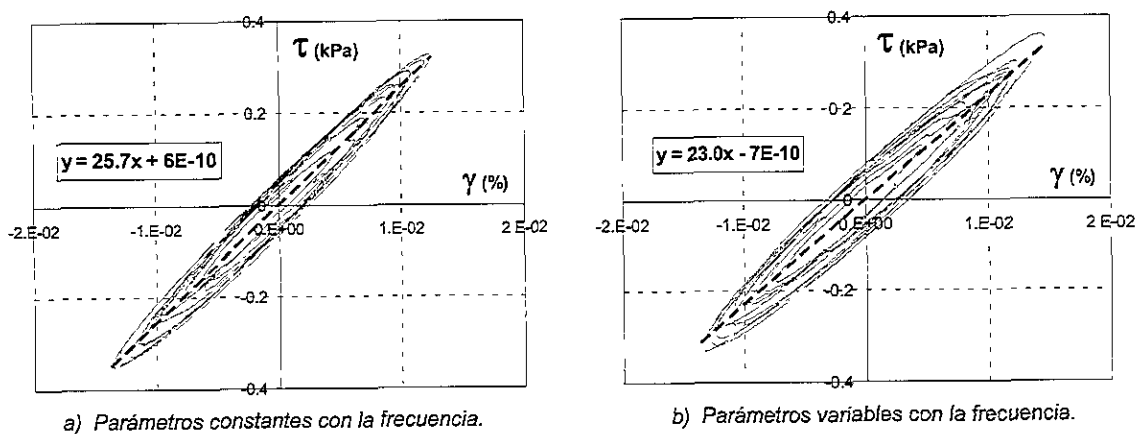 0.4
τ (kPa)
0.2
y = 25.7x + 6E-10
γ (%)
0
-2.E-02
-1.E-02
0.E+00
1.E-02
2 E-02
-0.2
-0.4
a) Parámetros constantes con la frecuencia.
0.4
τ (kPa)
0.2
y = 23.0x - 7E-10
γ (%)
0
-2.E-02
-1.E-02
0.E+00
1.E-02
2 E-02
-0.2
-0.4
b) Parámetros variables con la frecuencia.